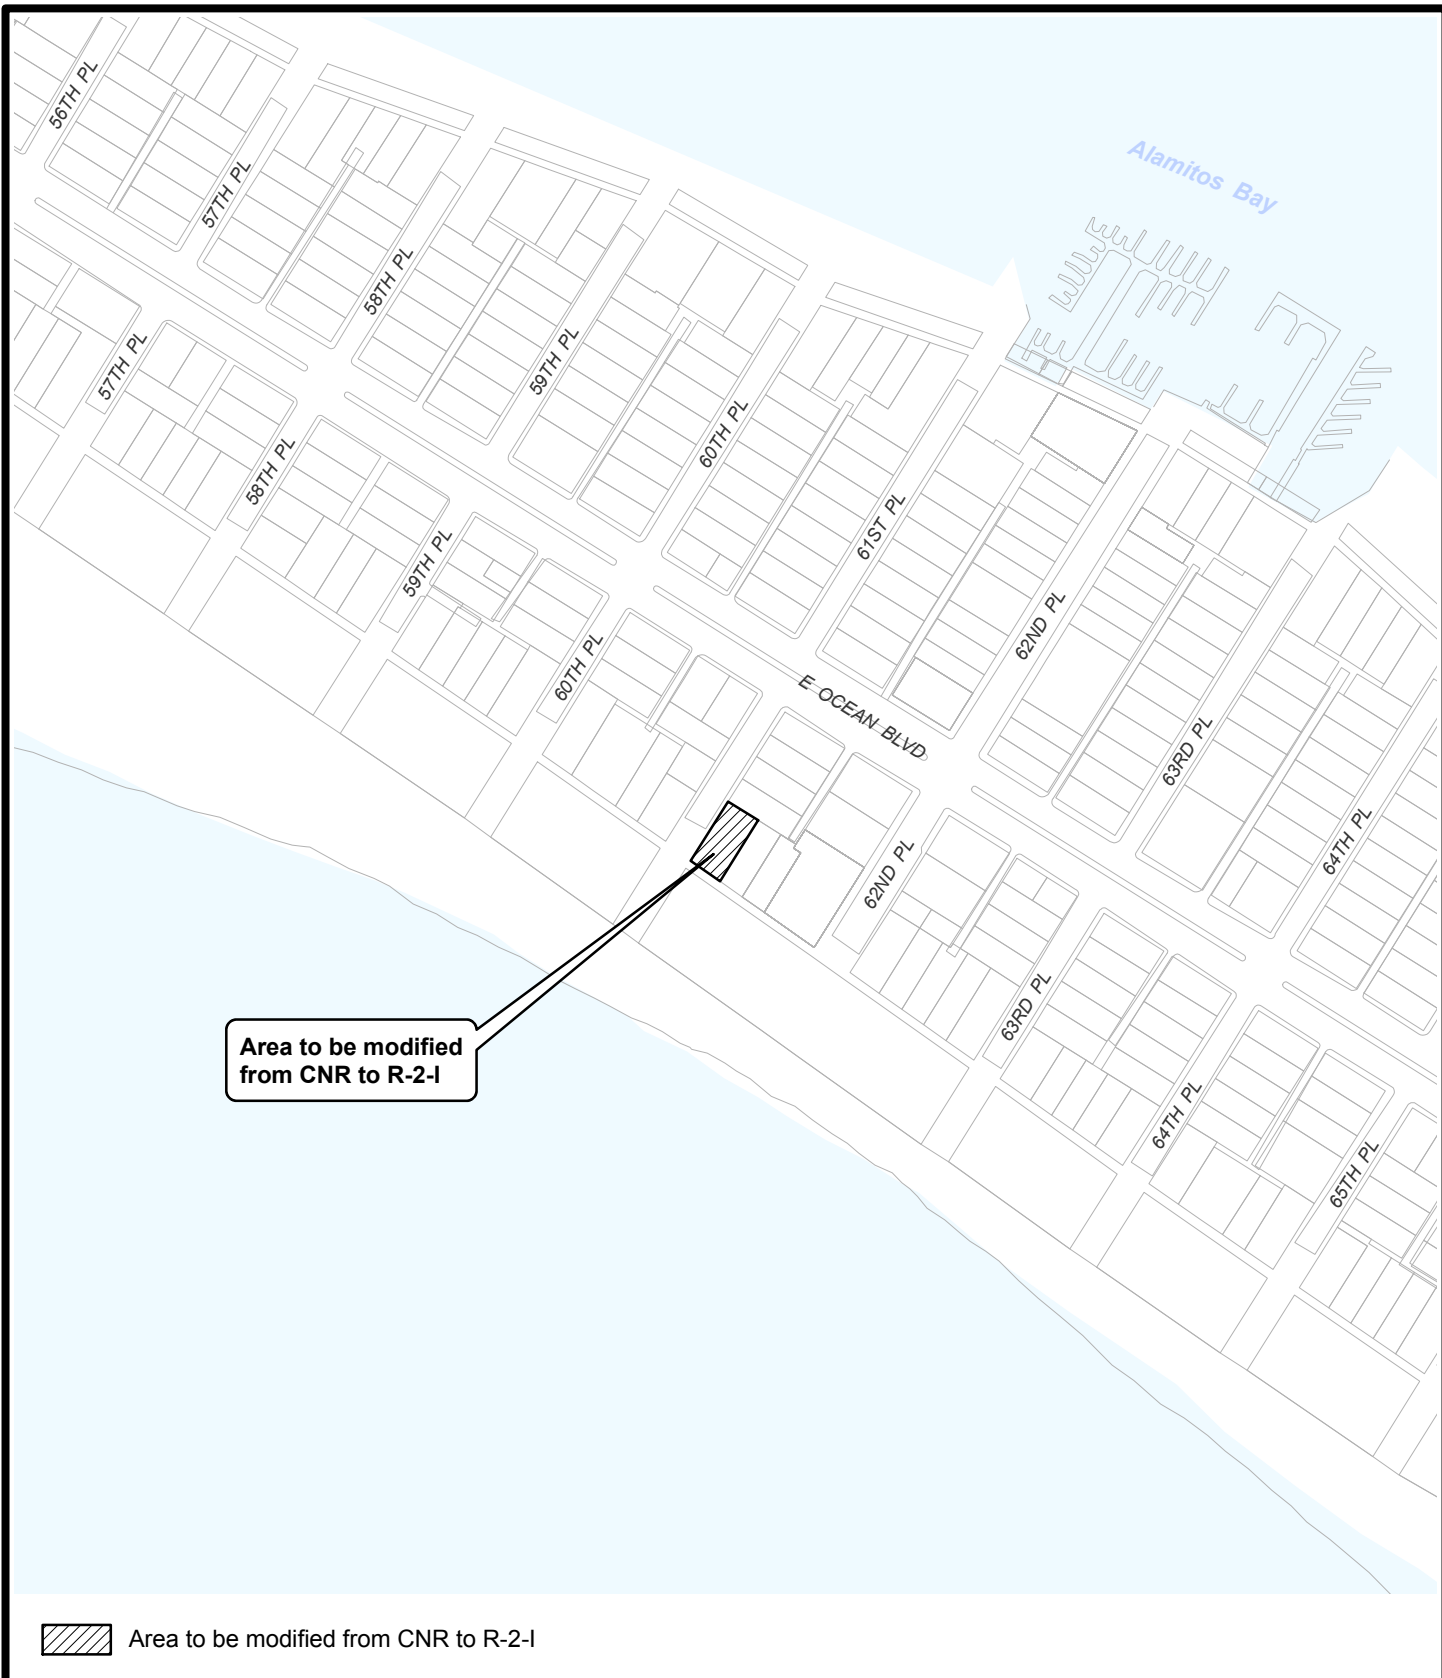 56TH PL
Alamitos Bay
57TH PL
58TH PL
57TH PL
59TH PL
60TH PL
58TH PL
61ST PL
59TH PL
62ND PL
60TH PL
E OCEAN BLVD
63RD PL
64TH PL
62ND PL
63RD PL
Area to be modified
from CNR to R-2-I
64TH PL
65TH PL
Area to be modified from CNR to R-2-I